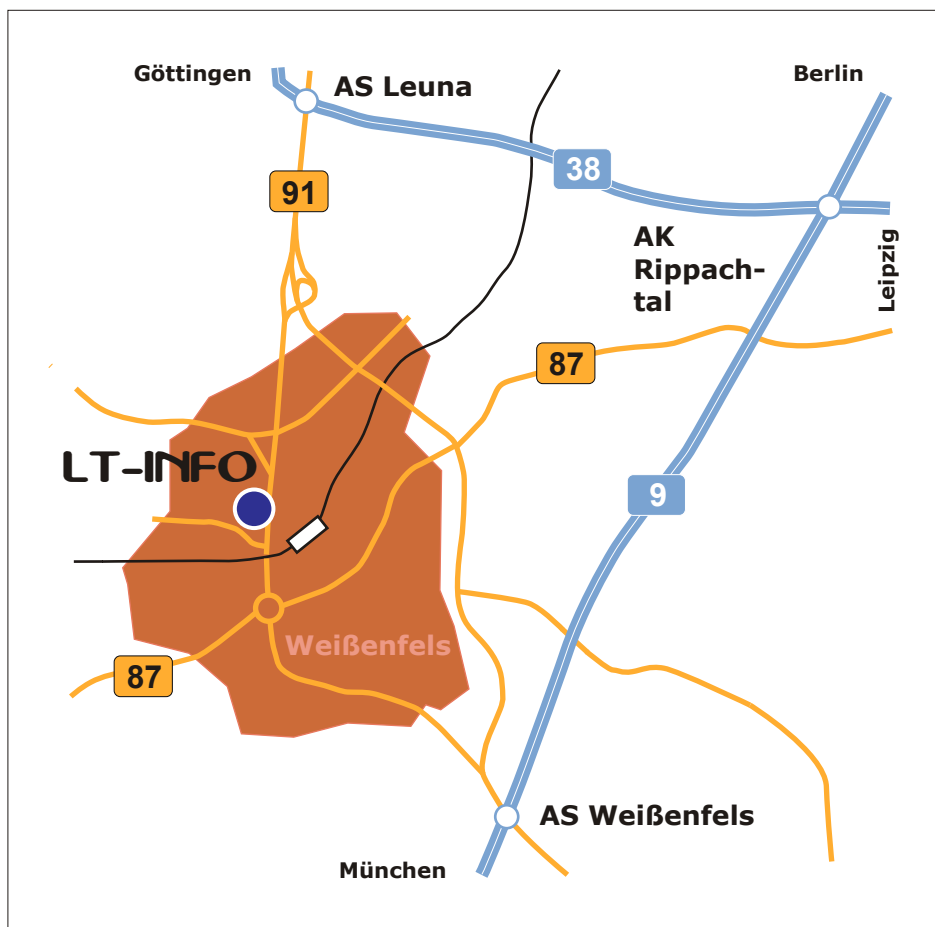 Göttingen
Berlin
AS Leuna
38
91
AK
Rippach-
tal
Leipzig
87
LT-INFO
9
Weißenfels
87
AS Weißenfels
München